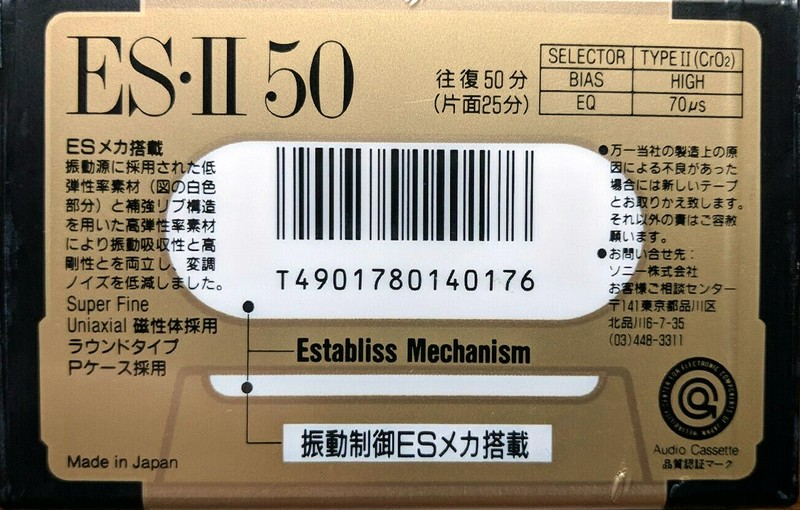 ES·II 50
往復50分
(片面25分)
SELECTOR TYPE II (CrO₂)
BIAS HIGH
EQ 70μs
ESメカ搭載
振動源に採用された低
弾性率素材（図の白色
部分）と補強リブ構造
を用いた高弾性率素材
により振動吸収性と高
剛性とを両立し、変調
ノイズを低減しました。
Super Fine
Uniaxial 磁性体採用
ラウンドタイプ
Pケース採用
T4901780140176
Establiss Mechanism
振動制御ESメカ搭載
●万一当社の製造上の原
因による不良があった
場合には新しいテープ
とお取りかえ致します。
それ以外の責はご容赦
願います。
●お問い合せ先：
ソニー株式会社
お客様ご相談センター
〒141東京都品川区
北品川6-7-35
(03)448-3311
Audio Cassette
品質認証マーク
Made in Japan